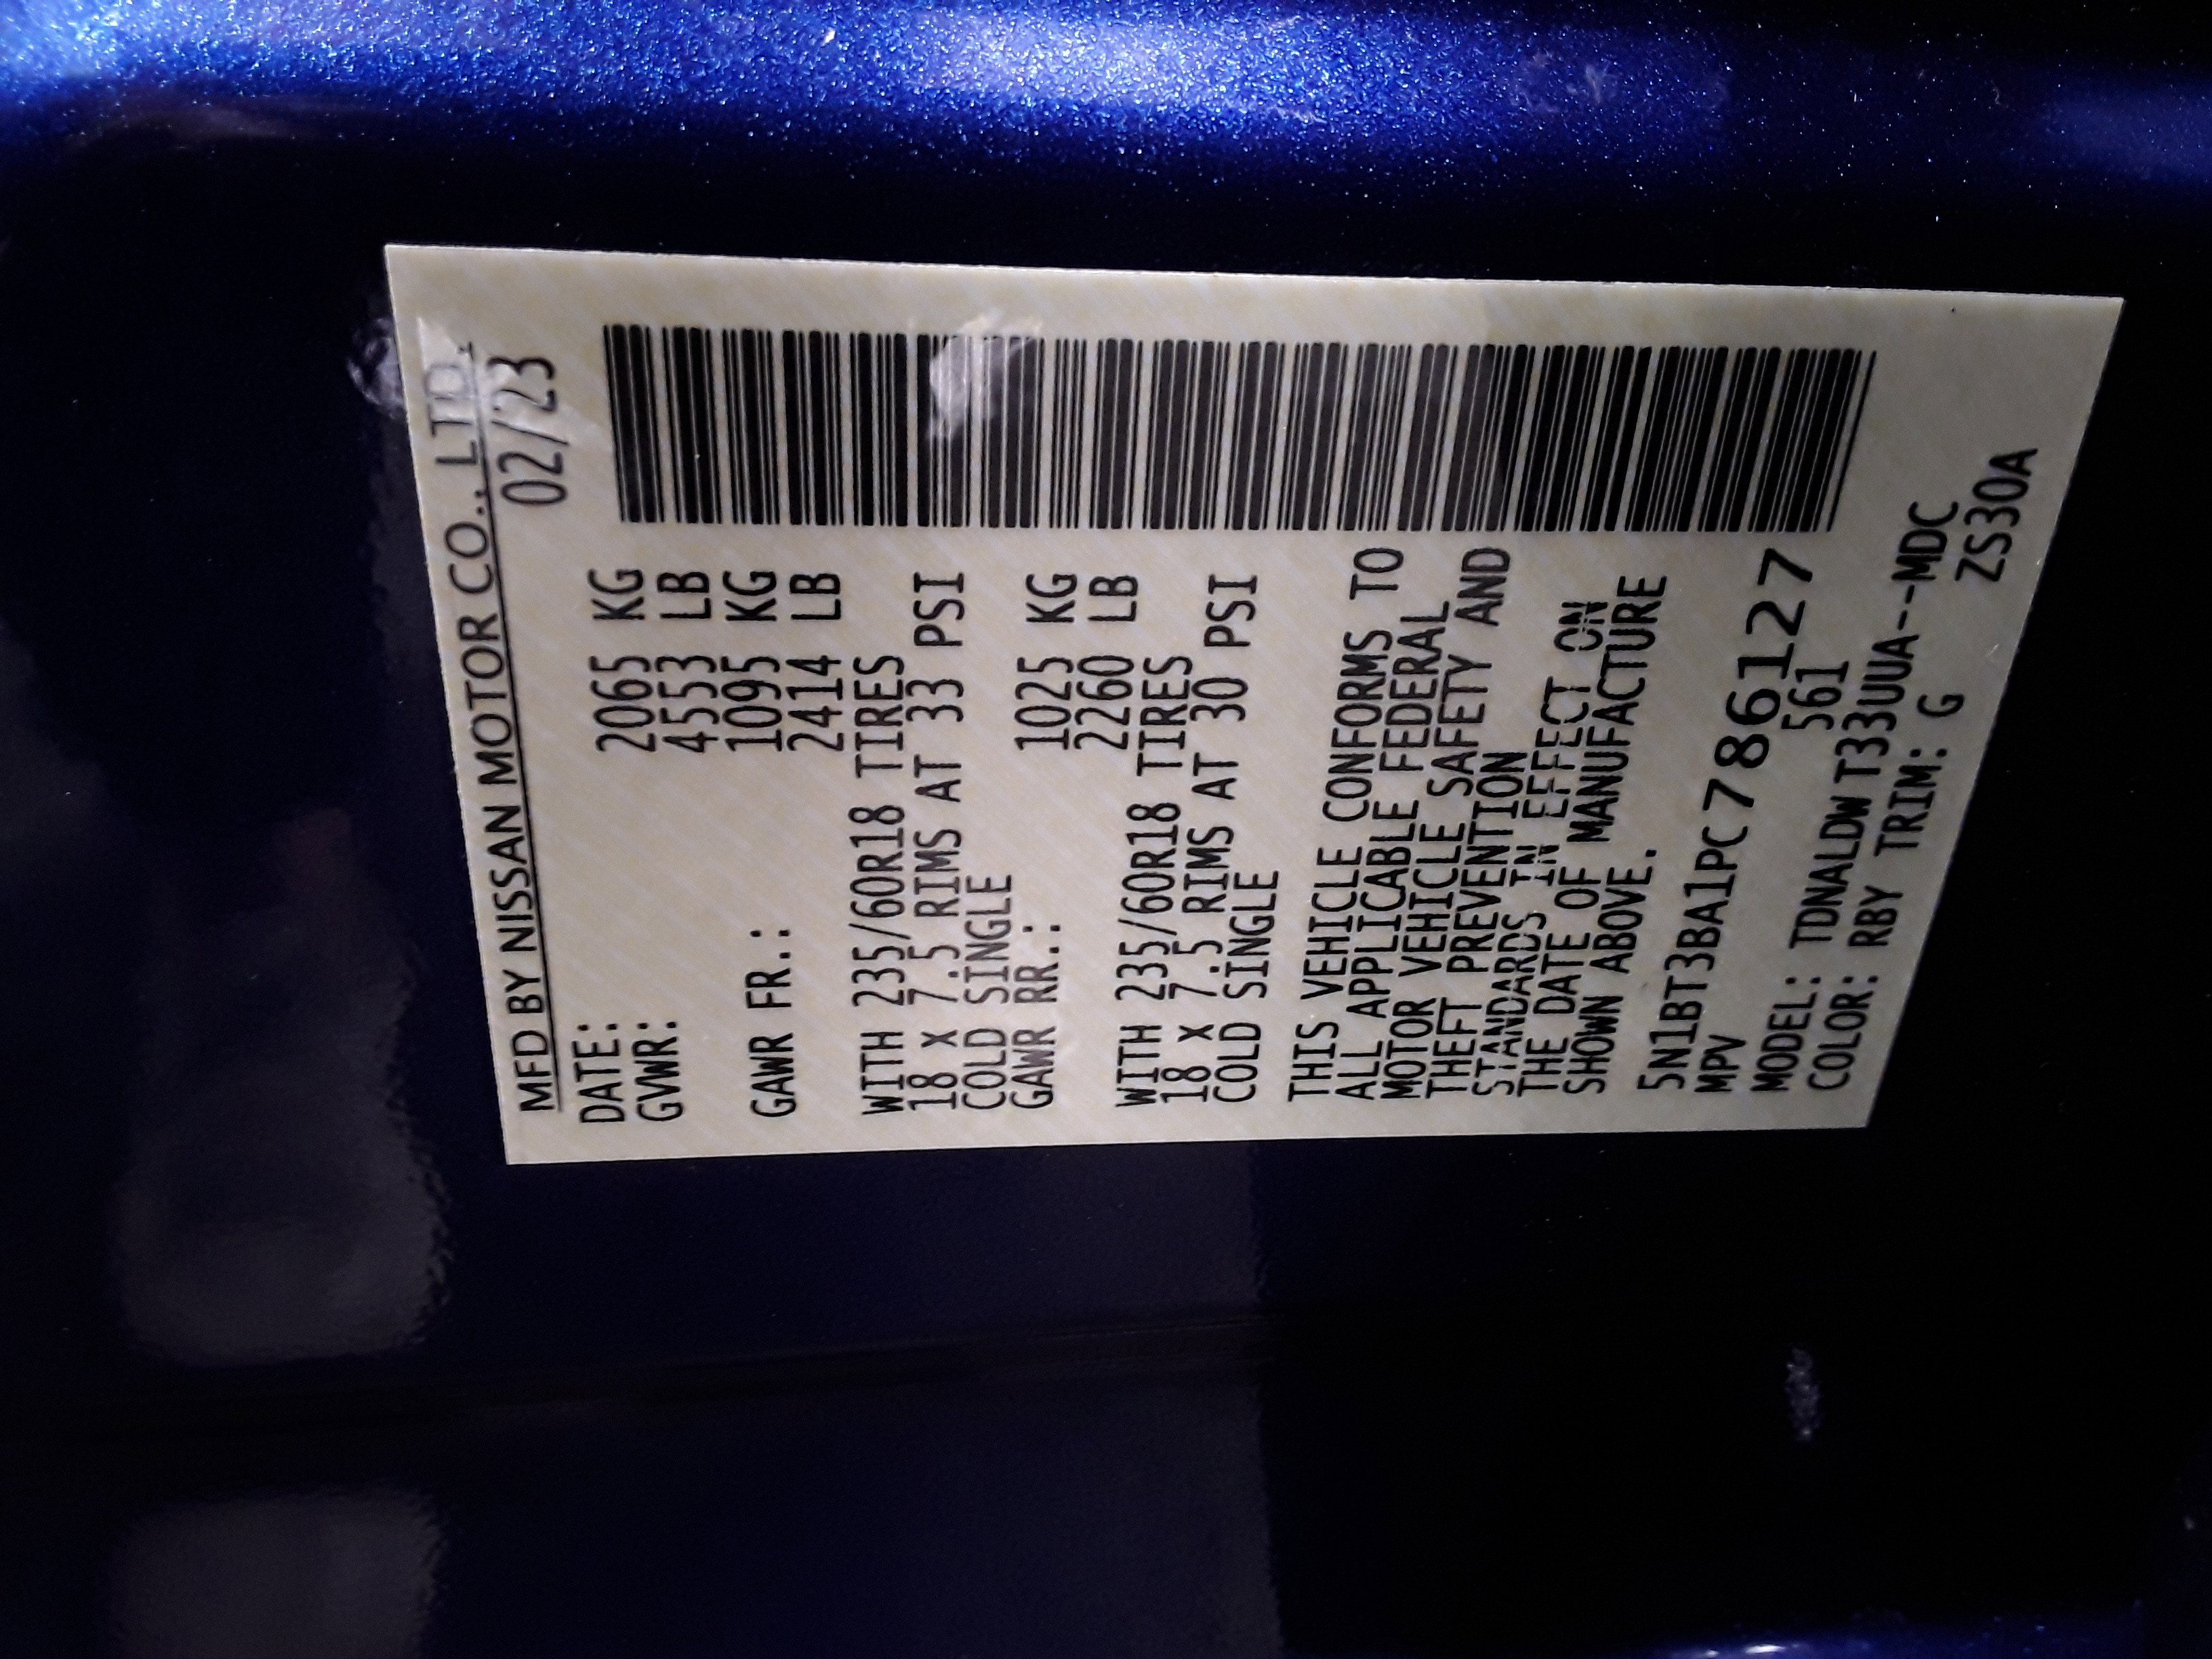 MFD BY NISSAN MOTOR CO., LTD.
DATE: 02/23
GVWR: 2065 KG
4553 LB
GAWR FR.: 1095 KG
2414 LB
WITH 235/60R18 TIRES
18 X 7.5 RIMS AT 33 PSI
COLD SINGLE
GAWR RR.: 1025 KG
2260 LB
WITH 235/60R18 TIRES
18 X 7.5 RIMS AT 30 PSI
COLD SINGLE
THIS VEHICLE CONFORMS TO
ALL APPLICABLE FEDERAL
MOTOR VEHICLE SAFETY AND
THEFT PREVENTION
STANDARDS IN EFFECT ON
THE DATE OF MANUFACTURE
SHOWN ABOVE.
5N1BT3BA1PC786127
MPV 561
MODEL: TDNALDW T33UUA--MDC
COLOR: RBY TRIM: G ZS30A